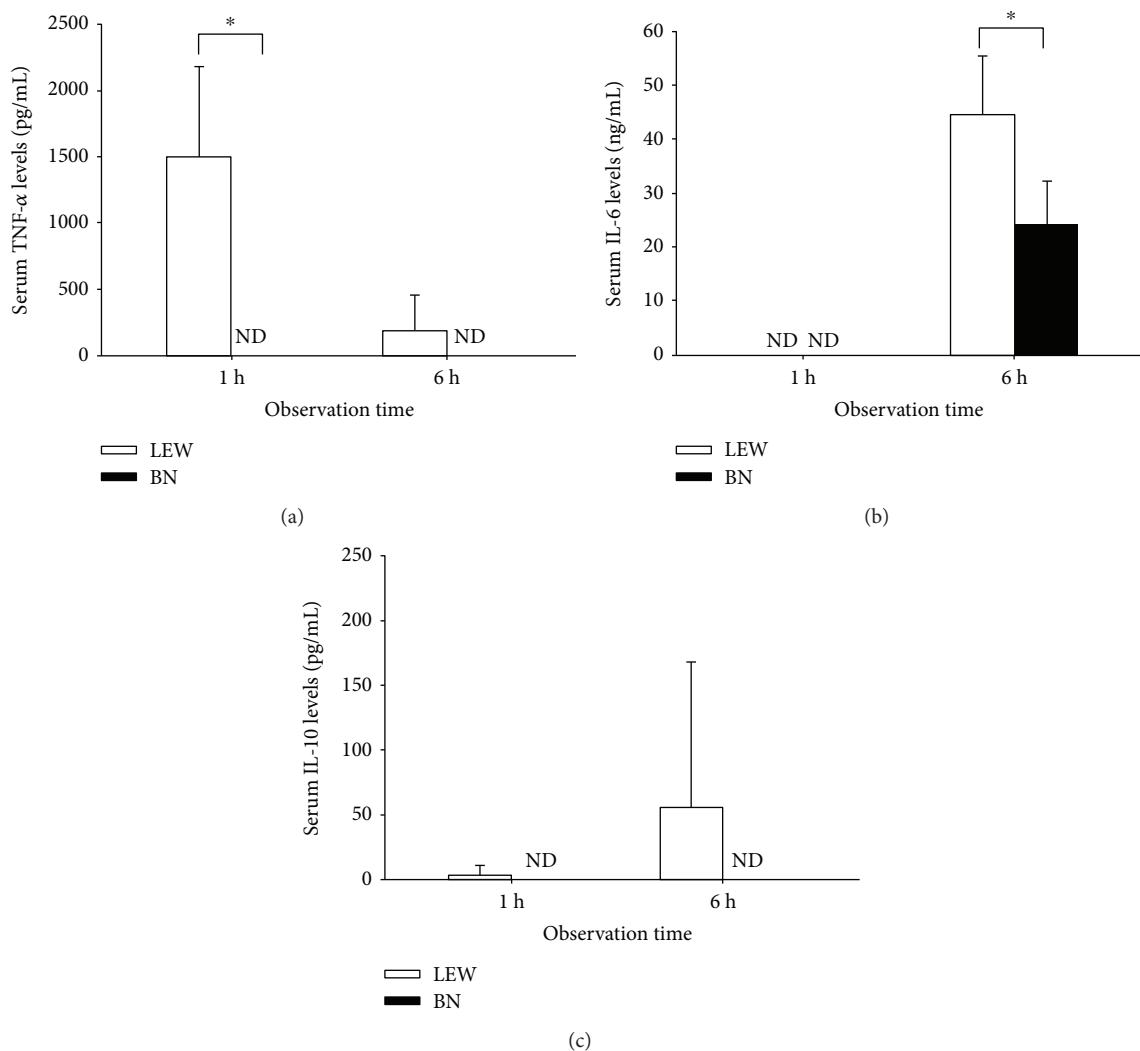 Serum TNF-α levels (pg/mL)
2500
2000
1500
1000
500
0
*
ND
ND
1 h
6 h
Observation time
LEW
BN
(a)
Serum IL-6 levels (ng/mL)
60
50
40
30
20
10
0
*
ND ND
1 h
6 h
Observation time
LEW
BN
(b)
Serum IL-10 levels (pg/mL)
250
200
150
100
50
0
ND
ND
1 h
6 h
Observation time
LEW
BN
(c)